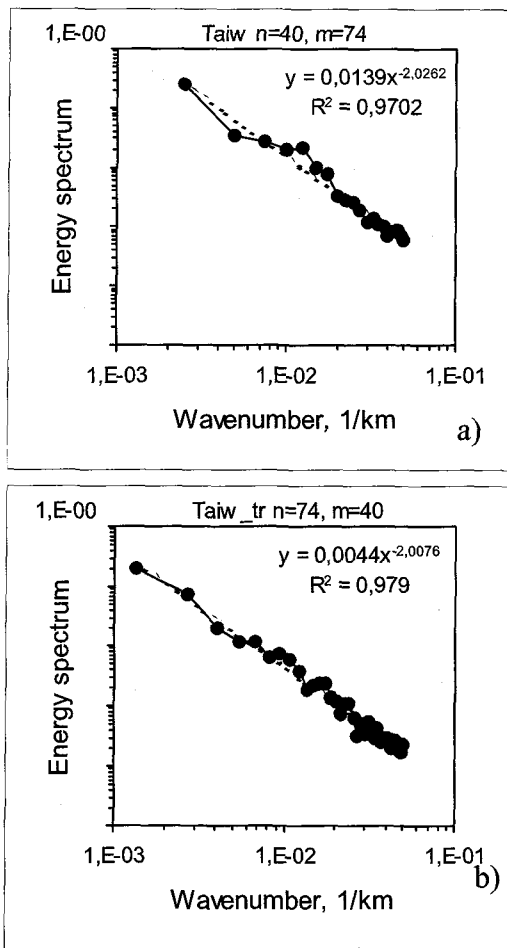 Taiw n=40, m=74
1,E-00
y = 0,0139x^-2,0262
R² = 0,9702
Energy spectrum
1,E-03 1,E-02 1,E-01
Wavenumber, 1/km
a)
Taiw_tr n=74, m=40
1,E-00
y = 0,0044x^-2,0076
R² = 0,979
Energy spectrum
1,E-03 1,E-02 1,E-01
Wavenumber, 1/km
b)